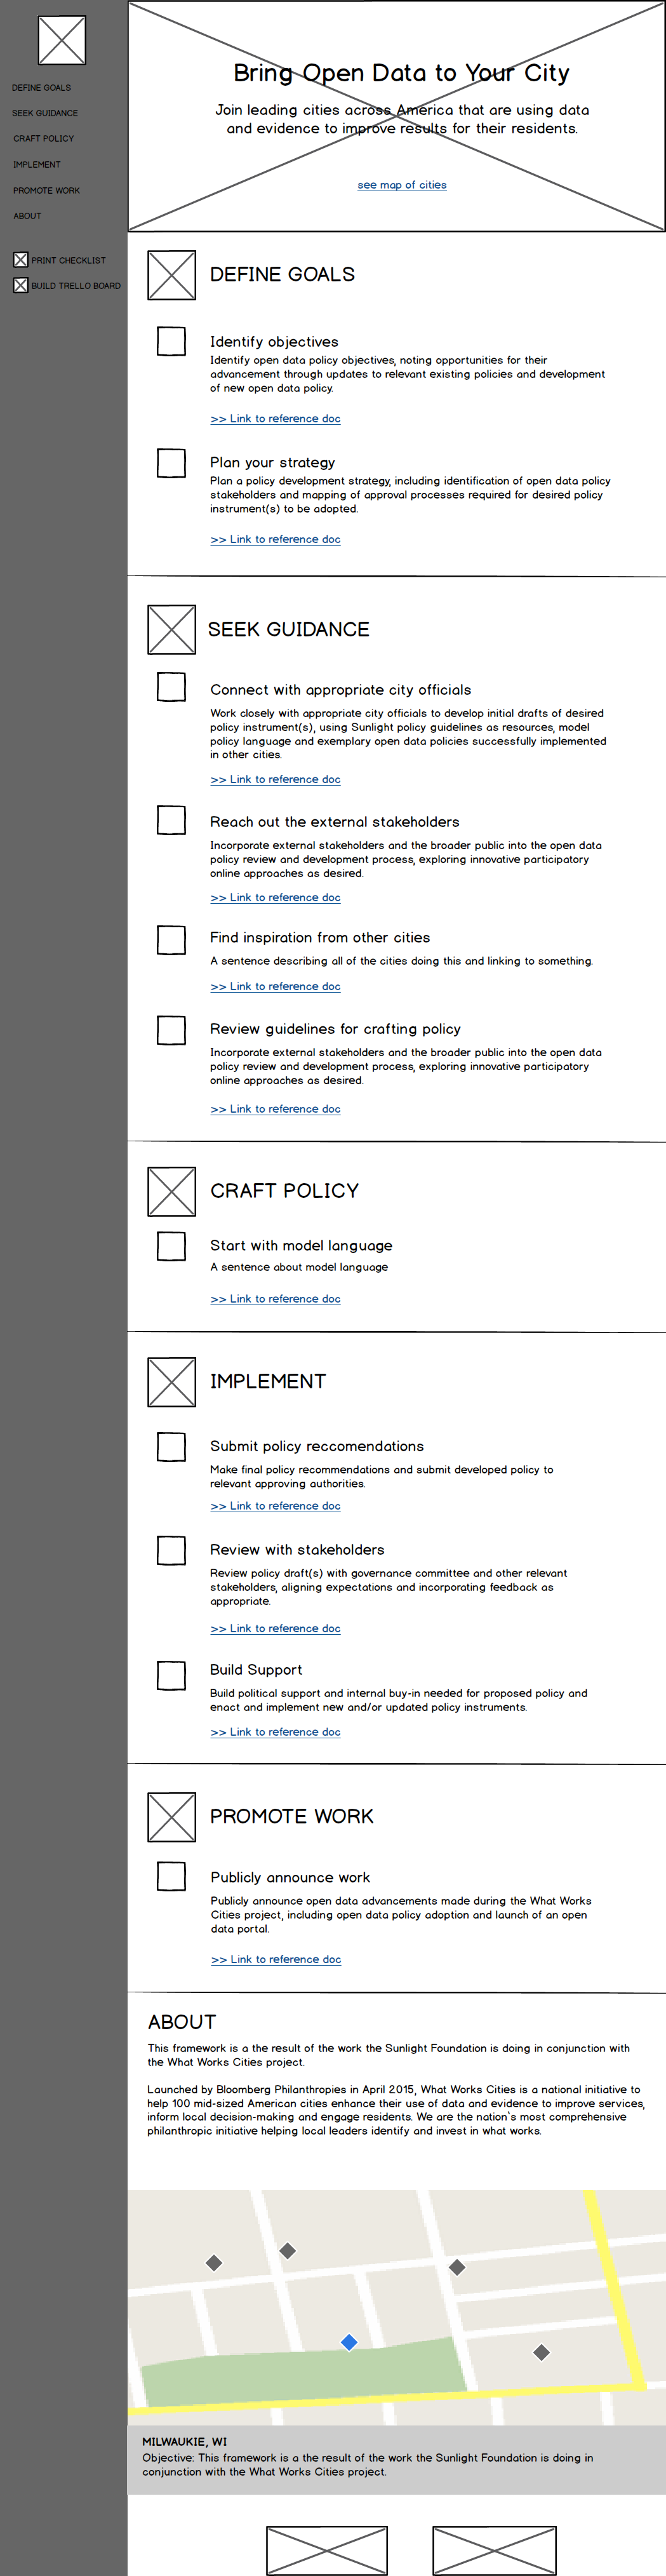 DEFINE GOALS
SEEK GUIDANCE
CRAFT POLICY
IMPLEMENT
PROMOTE WORK
ABOUT
PRINT CHECKLIST
BUILD TRELLO BOARD
Bring Open Data to Your City
Join leading cities across America that are using data
and evidence to improve results for their residents.
see map of cities
DEFINE GOALS
Identify objectives
Identify open data policy objectives, noting opportunities for their
advancement through updates to relevant existing policies and development
of new open data policy.
>> Link to reference doc
Plan your strategy
Plan a policy development strategy, including identification of open data policy
stakeholders and mapping of approval processes required for desired policy
instrument(s) to be adopted.
>> Link to reference doc
SEEK GUIDANCE
Connect with appropriate city officials
Work closely with appropriate city officials to develop initial drafts of desired
policy instrument(s), using Sunlight policy guidelines as resources, model
policy language and exemplary open data policies successfully implemented
in other cities.
>> Link to reference doc
Reach out the external stakeholders
Incorporate external stakeholders and the broader public into the open data
policy review and development process, exploring innovative participatory
online approaches as desired.
>> Link to reference doc
Find inspiration from other cities
A sentence describing all of the cities doing this and linking to something.
>> Link to reference doc
Review guidelines for crafting policy
Incorporate external stakeholders and the broader public into the open data
policy review and development process, exploring innovative participatory
online approaches as desired.
>> Link to reference doc
CRAFT POLICY
Start with model language
A sentence about model language
>> Link to reference doc
IMPLEMENT
Submit policy reccomendations
Make final policy recommendations and submit developed policy to
relevant approving authorities.
>> Link to reference doc
Review with stakeholders
Review policy draft(s) with governance committee and other relevant
stakeholders, aligning expectations and incorporating feedback as
appropriate.
>> Link to reference doc
Build Support
Build political support and internal buy-in needed for proposed policy and
enact and implement new and/or updated policy instruments.
>> Link to reference doc
PROMOTE WORK
Publicly announce work
Publicly announce open data advancements made during the What Works
Cities project, including open data policy adoption and launch of an open
data portal.
>> Link to reference doc
ABOUT
This framework is a the result of the work the Sunlight Foundation is doing in conjunction with
the What Works Cities project.
Launched by Bloomberg Philanthropies in April 2015, What Works Cities is a national initiative to
help 100 mid-sized American cities enhance their use of data and evidence to improve services,
inform local decision-making and engage residents. We are the nation's most comprehensive
philanthropic initiative helping local leaders identify and invest in what works.
MILWAUKIE, WI
Objective: This framework is a the result of the work the Sunlight Foundation is doing in
conjunction with the What Works Cities project.